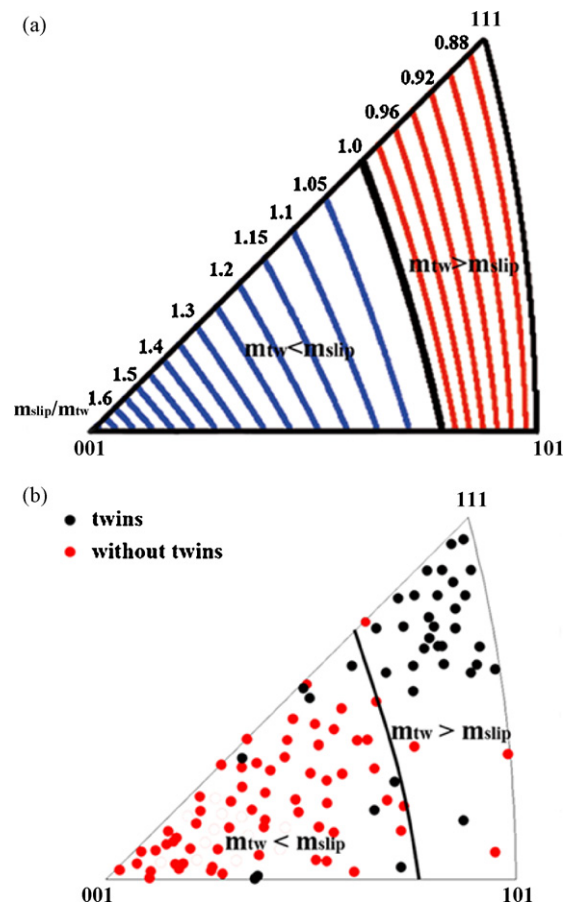 (a)
111
0.88
0.92
0.96
1.0
1.05
1.1
1.15
1.2
1.3
1.4
1.5
1.6
mtw>mslip
mtw<mslip
mslip/mtw
001
101
(b)
111
twins
without twins
mtw > mslip
mtw < mslip
001
101